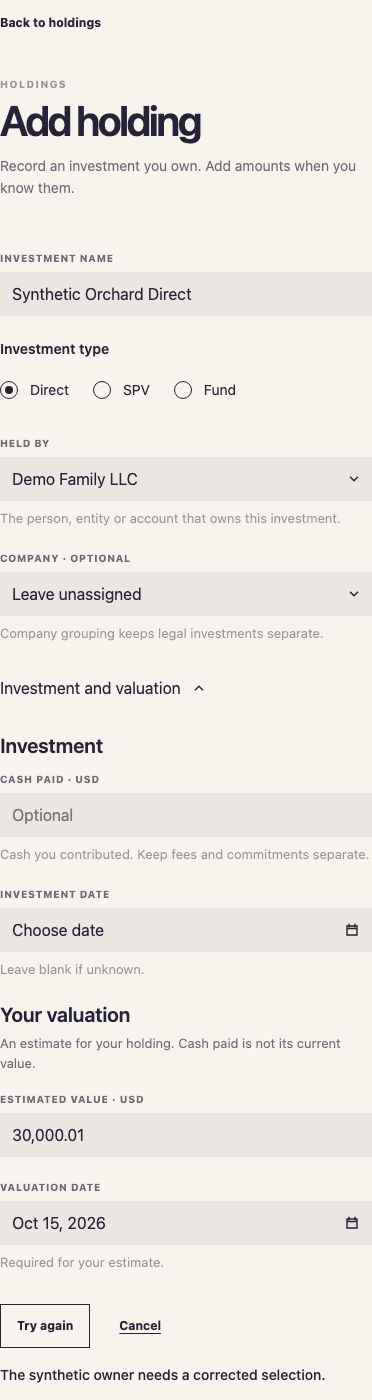 Back to holdings
HOLDINGS
Add holding
Record an investment you own. Add amounts when you
know them.
INVESTMENT NAME
Synthetic Orchard Direct
Investment type
Direct SPV Fund
HELD BY
Demo Family LLC
The person, entity or account that owns this investment.
COMPANY · OPTIONAL
Leave unassigned
Company grouping keeps legal investments separate.
Investment and valuation
Investment
CASH PAID · USD
Optional
Cash you contributed. Keep fees and commitments separate.
INVESTMENT DATE
Choose date
Leave blank if unknown.
Your valuation
An estimate for your holding. Cash paid is not its current
value.
ESTIMATED VALUE · USD
30,000.01
VALUATION DATE
Oct 15, 2026
Required for your estimate.
Try again Cancel
The synthetic owner needs a corrected selection.